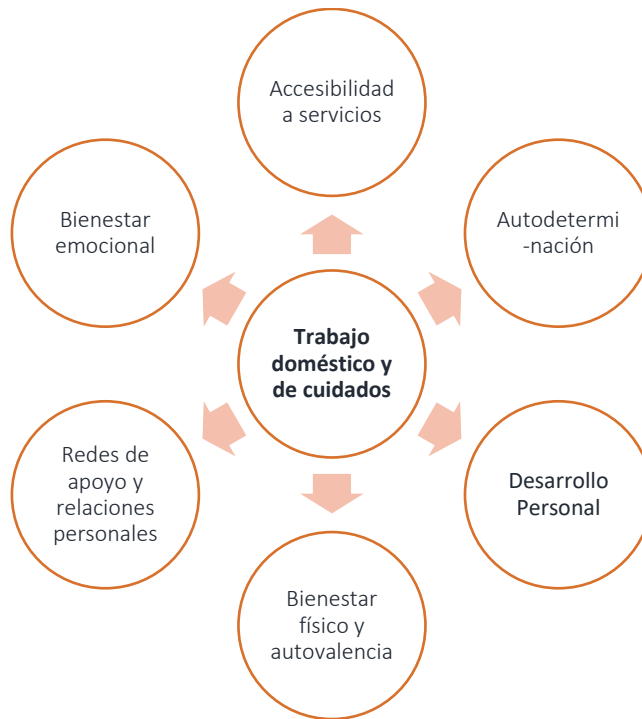 Accesibilidad
a servicios
Autodetermi
-nación
Desarrollo
Personal
Bienestar
físico y
autovalencia
Redes de
apoyo y
relaciones
personales
Bienestar
emocional
Trabajo
doméstico y
de cuidados